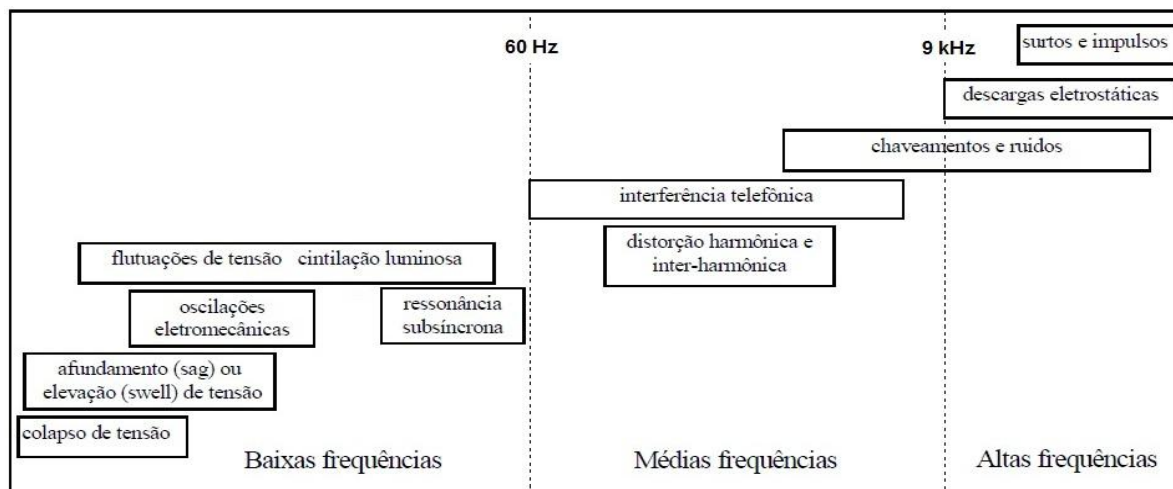 60 Hz
9 kHz
surtos e impulsos
descargas eletrostáticas
chaveamentos e ruidos
interferência telefônica
distorção harmônica e
inter-harmônica
flutuações de tensão cintilação luminosa
oscilações
eletromecânicas
ressonância
subsíncrona
afundamento (sag) ou
elevação (swell) de tensão
colapso de tensão
Baixas frequências
Médias frequências
Altas frequências